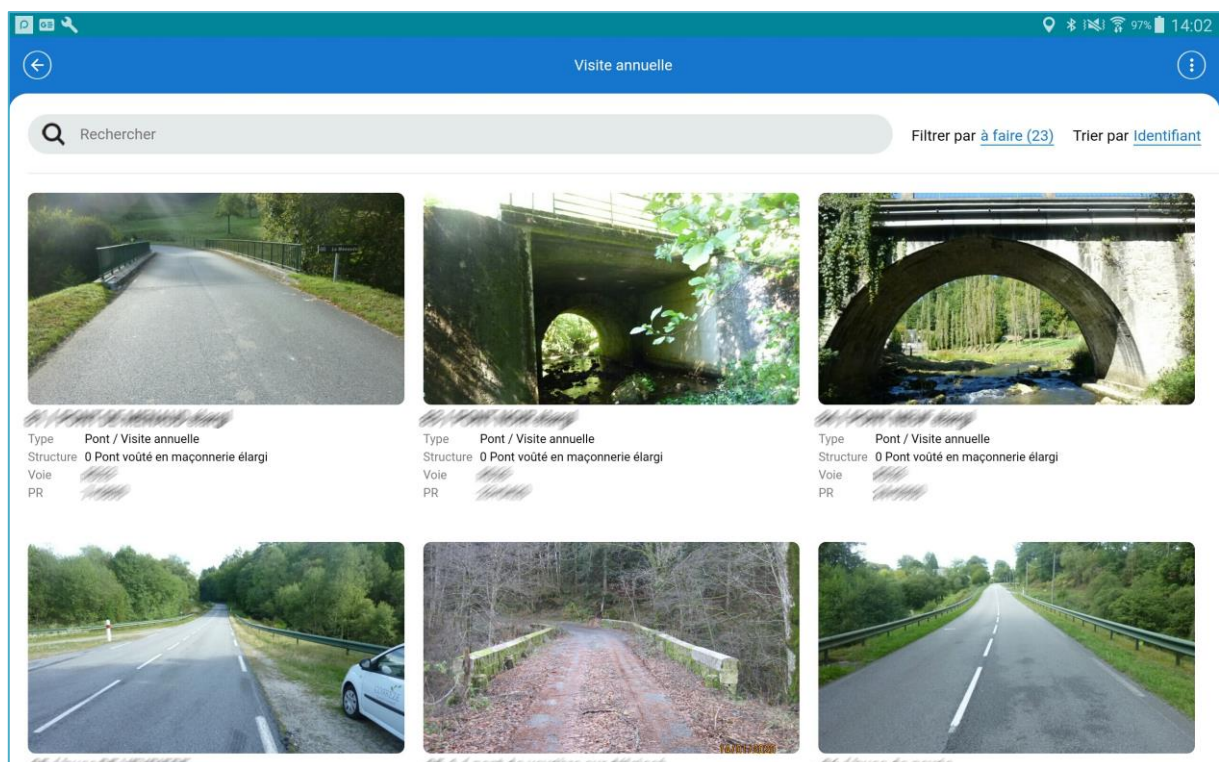 97% 14:02
Visite annuelle
Rechercher
Filtrer par à faire (23) Trier par Identifiant
Type Pont / Visite annuelle
Structure 0 Pont voûté en maçonnerie élargi
Voie
PR
Type Pont / Visite annuelle
Structure 0 Pont voûté en maçonnerie élargi
Voie
PR
Type Pont / Visite annuelle
Structure 0 Pont voûté en maçonnerie élargi
Voie
PR